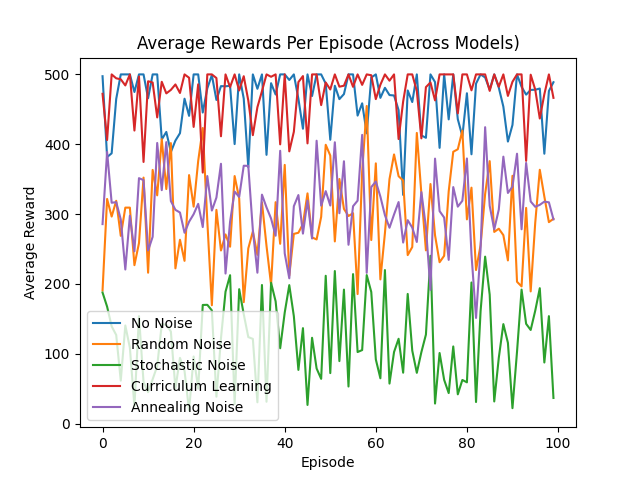 Average Rewards Per Episode (Across Models)
500
400
300
200
100
0
Average Reward
No Noise
Random Noise
Stochastic Noise
Curriculum Learning
Annealing Noise
0 20 40 60 80 100
Episode